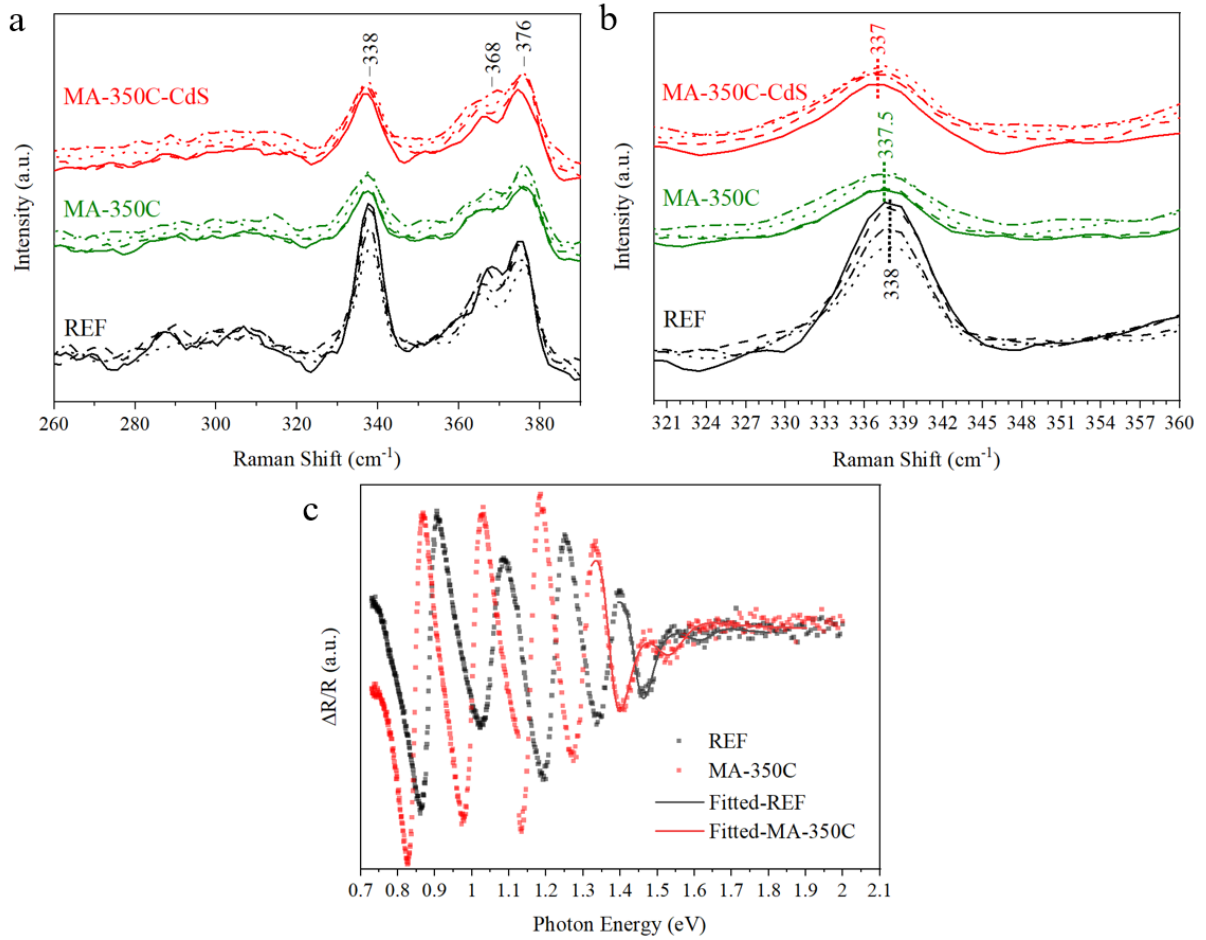 a
338
368
376
MA-350C-CdS
MA-350C
REF
Intensity (a.u.)
260 280 300 320 340 360 380
Raman Shift (cm⁻¹)
b
337
MA-350C-CdS
337.5
MA-350C
338
REF
Intensity (a.u.)
321 324 327 330 333 336 339 342 345 348 351 354 357 360
Raman Shift (cm⁻¹)
c
ΔR/R (a.u.)
REF
MA-350C
Fitted-REF
Fitted-MA-350C
0.7 0.8 0.9 1 1.1 1.2 1.3 1.4 1.5 1.6 1.7 1.8 1.9 2 2.1
Photon Energy (eV)